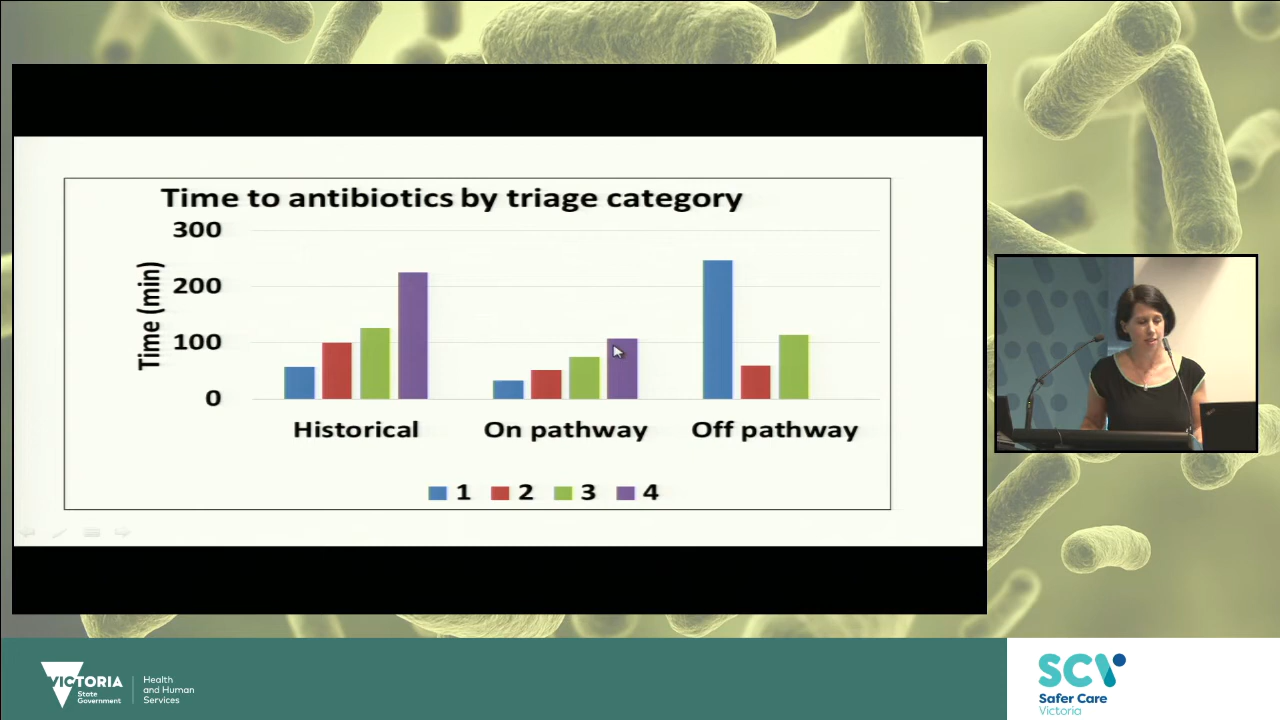 Time to antibiotics by triage category
Time (min)
300
200
100
0
Historical
On pathway
Off pathway
1
2
3
4
VICTORIA
State
Government
Health
and Human
Services
SCV
Safer Care
Victoria